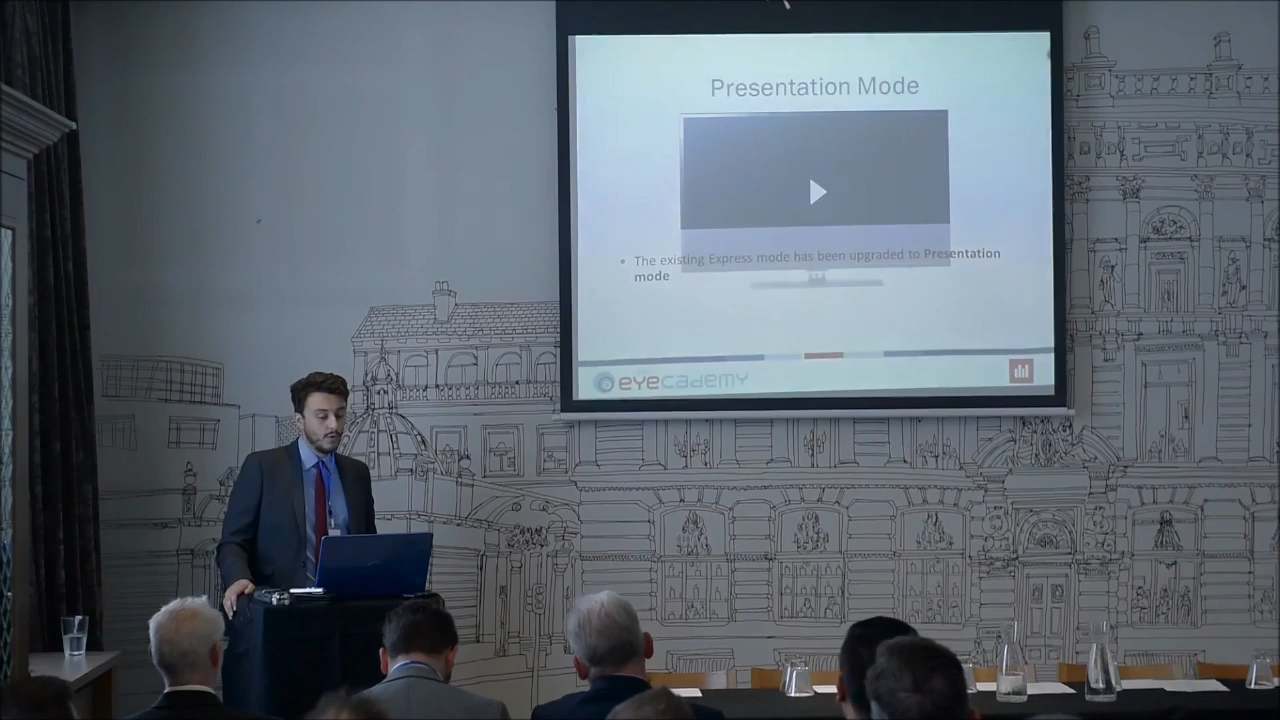 Presentation Mode
• The existing Express mode has been upgraded to Presentation
mode
eyecademy